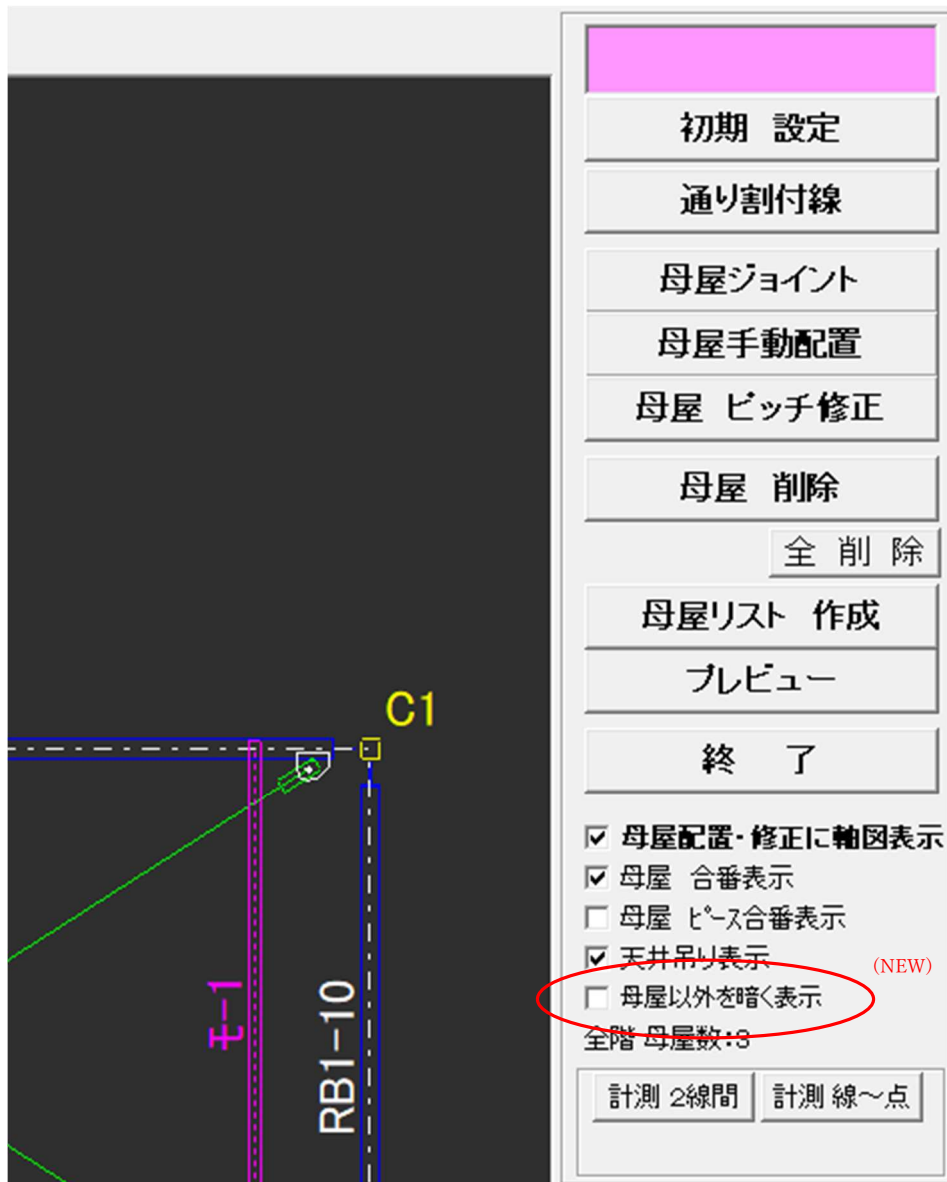 初期 設定
通り割付線
母屋ジョイント
母屋手動配置
母屋 ピッチ修正
母屋 削除
全 削 除
母屋リスト 作成
プレビュー
終 了
母屋配置・修正に軸図表示
母屋 合番表示
母屋 ピース合番表示
天井吊り表示
(NEW)
母屋以外を暗く表示
全階 母屋数:3
計測 2線間 計測 線～点
C1
モ-1
RB1-10